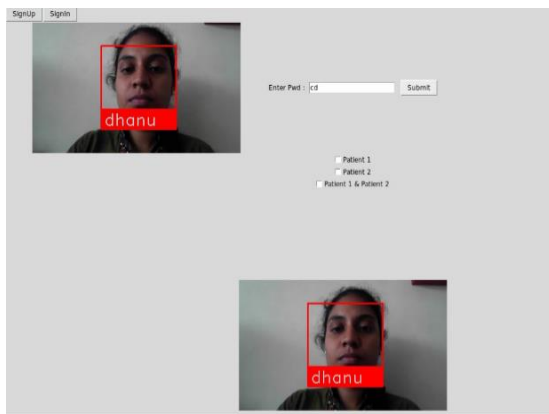 SignUp SignIn
dhanu
Enter Pwd : cd Submit
Patient 1
Patient 2
Patient 1 & Patient 2
dhanu